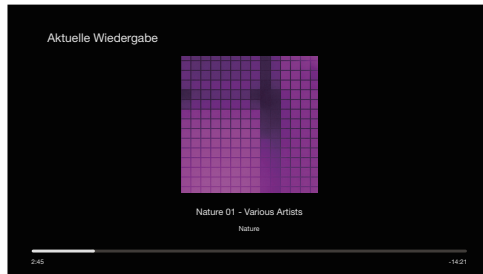 Aktuelle Wiedergabe
Nature 01 - Various Artists
Nature
2:45
-14:21